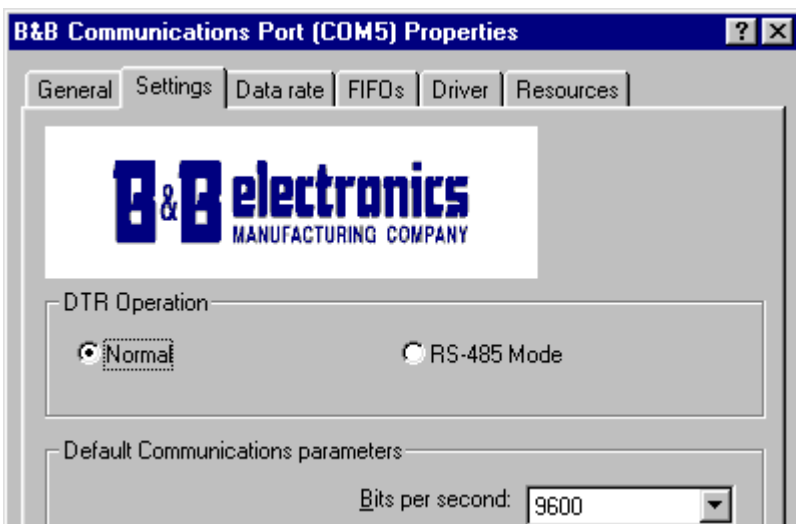 B&B Communications Port (COM5) Properties ? X
General Settings Data rate FIFOs Driver Resources
B&B electronics
MANUFACTURING COMPANY
DTR Operation
Normal RS-485 Mode
Default Communications parameters
Bits per second: 9600